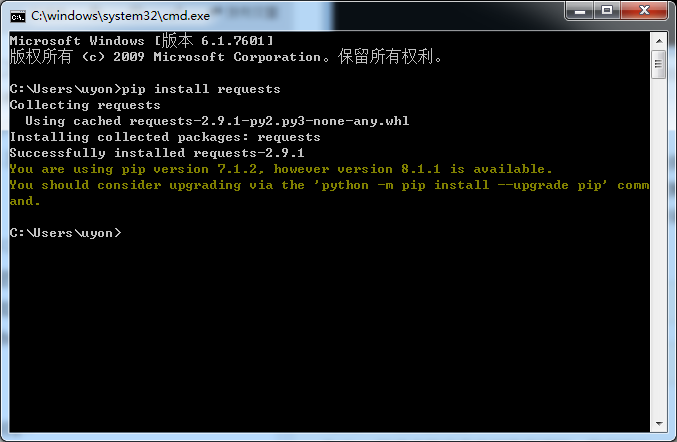 C:\windows\system32\cmd.exe
Microsoft Windows [版本 6.1.7601]
版权所有 (c) 2009 Microsoft Corporation。保留所有权利。
C:\Users\uyon>pip install requests
Collecting requests
  Using cached requests-2.9.1-py2.py3-none-any.whl
Installing collected packages: requests
Successfully installed requests-2.9.1
You are using pip version 7.1.2, however version 8.1.1 is available.
You should consider upgrading via the 'python -m pip install --upgrade pip' comm
and.
C:\Users\uyon>